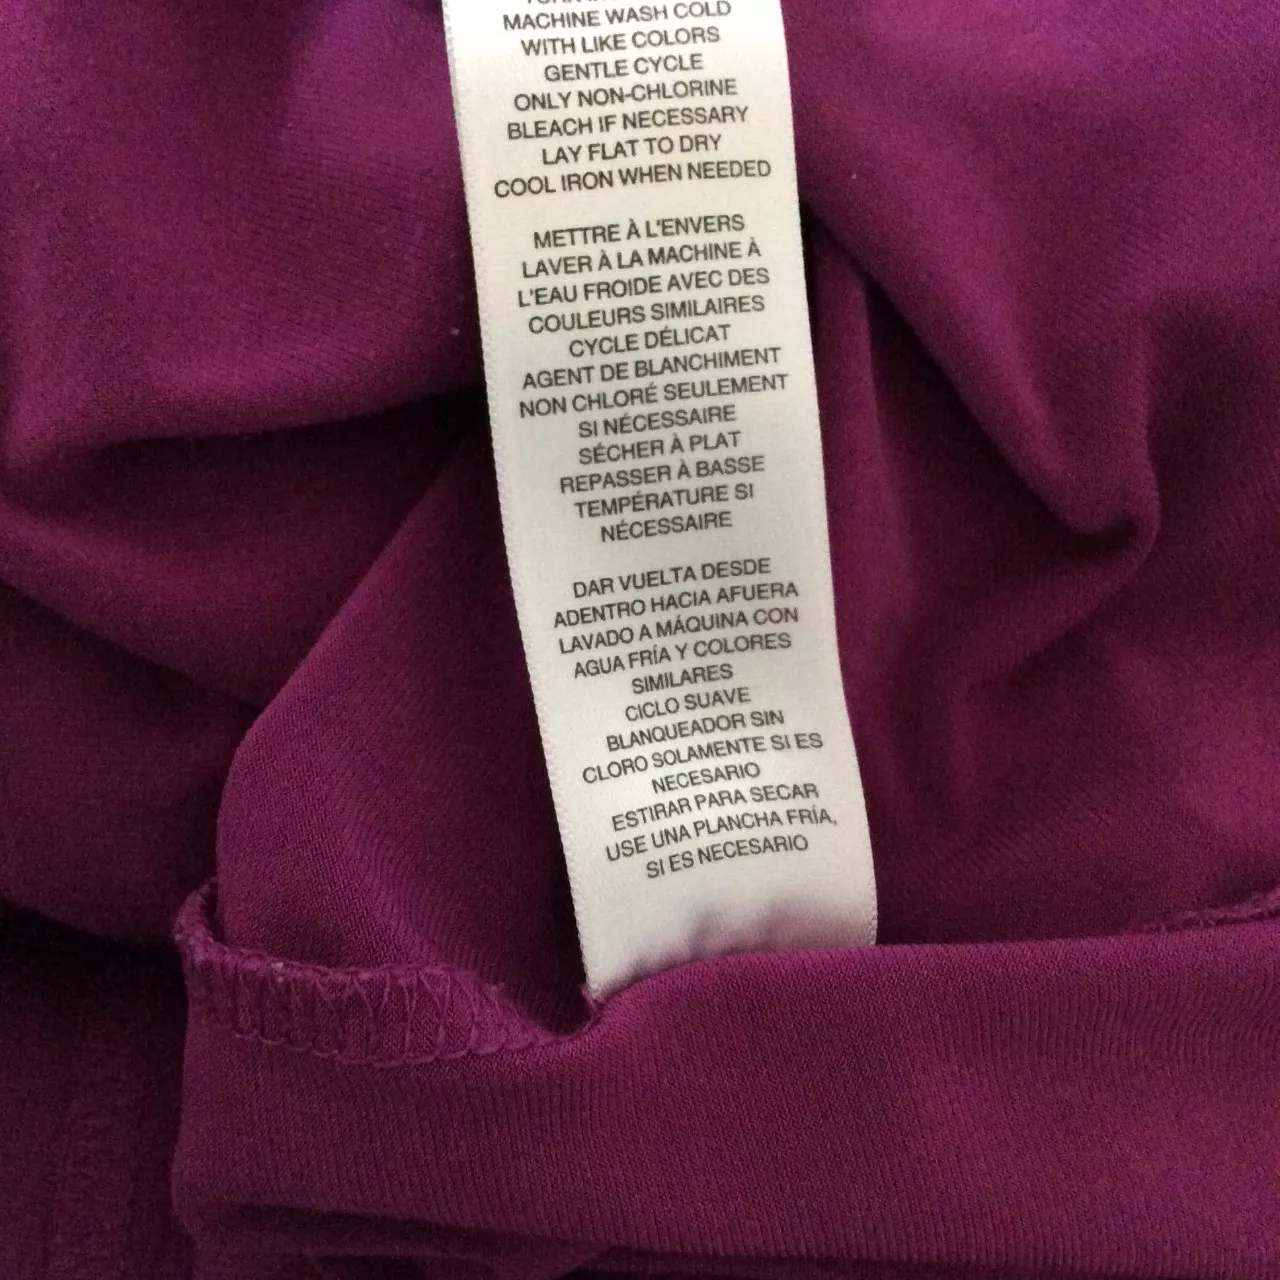 MACHINE WASH COLD
WITH LIKE COLORS
GENTLE CYCLE
ONLY NON-CHLORINE
BLEACH IF NECESSARY
LAY FLAT TO DRY
COOL IRON WHEN NEEDED
METTRE À L'ENVERS
LAVER À LA MACHINE À
L'EAU FROIDE AVEC DES
COULEURS SIMILAIRES
CYCLE DÉLICAT
AGENT DE BLANCHIMENT
NON CHLORÉ SEULEMENT
SI NÉCESSAIRE
SÉCHER À PLAT
REPASSER À BASSE
TEMPÉRATURE SI
NÉCESSAIRE
DAR VUELTA DESDE
ADENTRO HACIA AFUERA
LAVADO A MÁQUINA CON
AGUA FRÍA Y COLORES
SIMILARES
CICLO SUAVE
BLANQUEADOR SIN
CLORO SOLAMENTE SI ES
NECESARIO
ESTIRAR PARA SECAR
USE UNA PLANCHA FRÍA,
SI ES NECESARIO